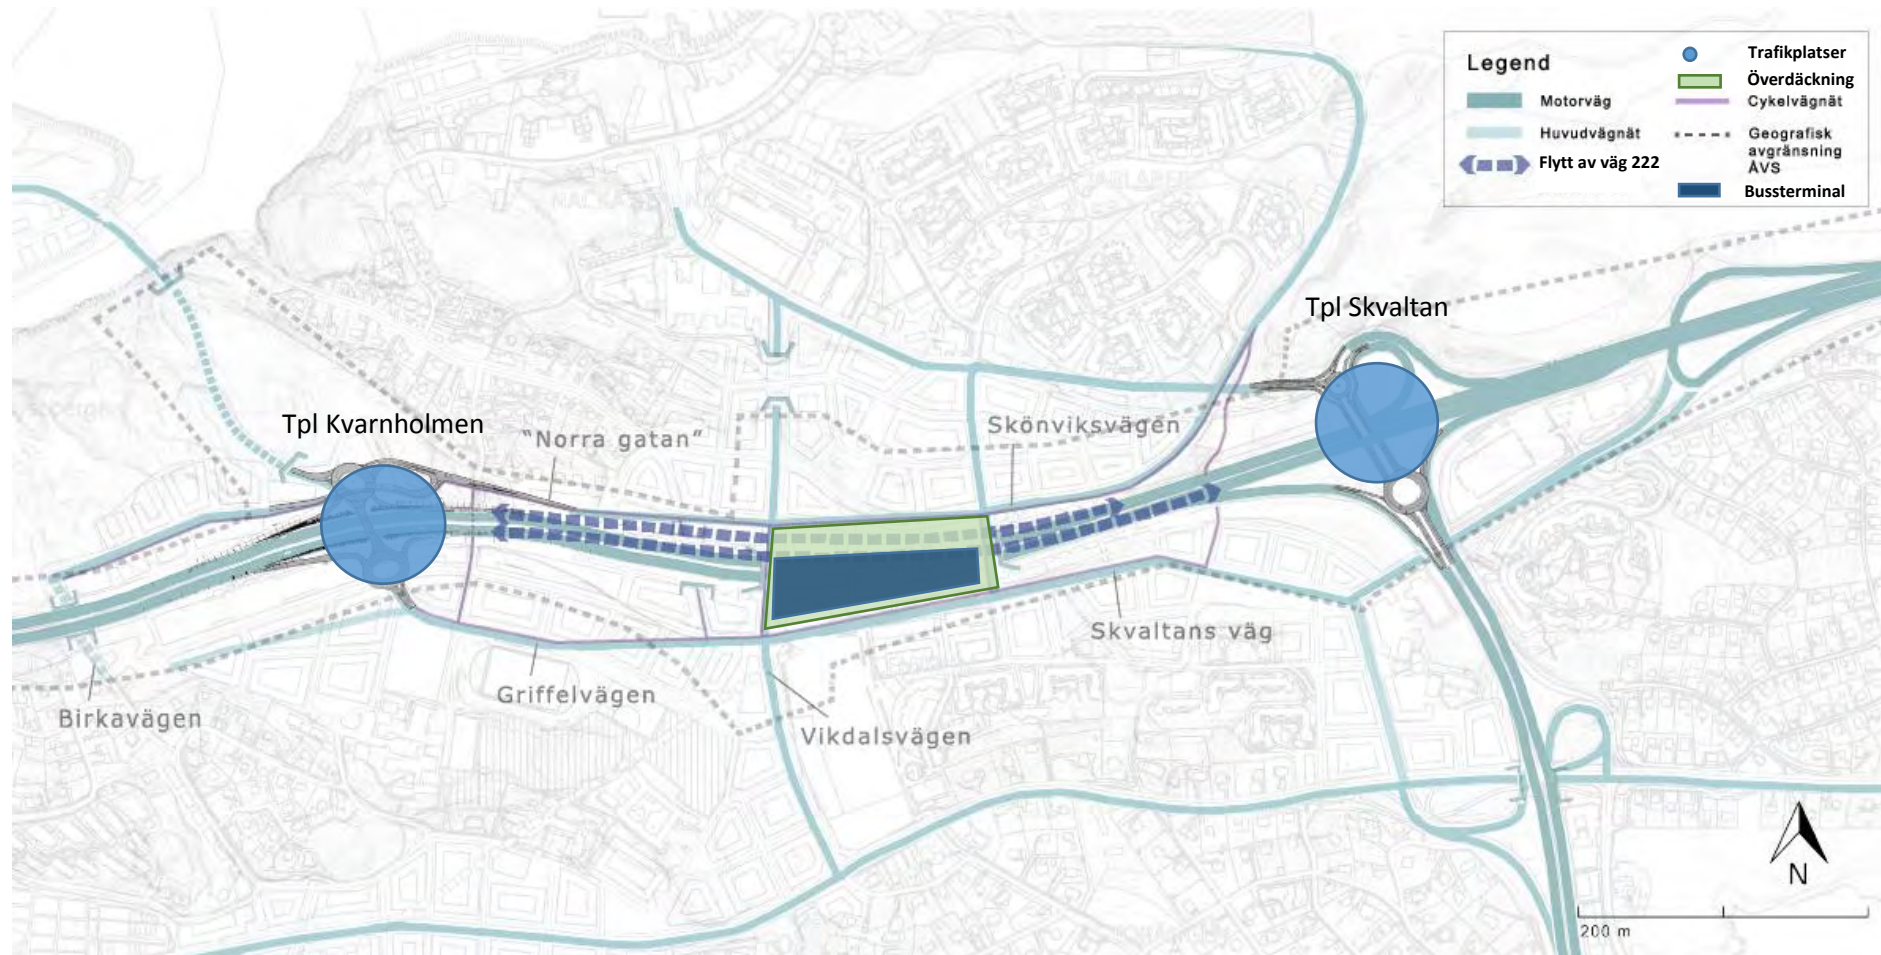 Legend
Trafikplatser
Överdäckning
Motorväg
Cykelvägnät
Huvudvägnät
Geografisk
avgränsning
ÅVS
Flytt av väg 222
Bussterminal
Tpl Skvaltan
Tpl Kvarnholmen
"Norra gatan"
Skönviksvägen
Skvaltans väg
Griffelvägen
Birkavägen
Vikdalsvägen
N
200 m